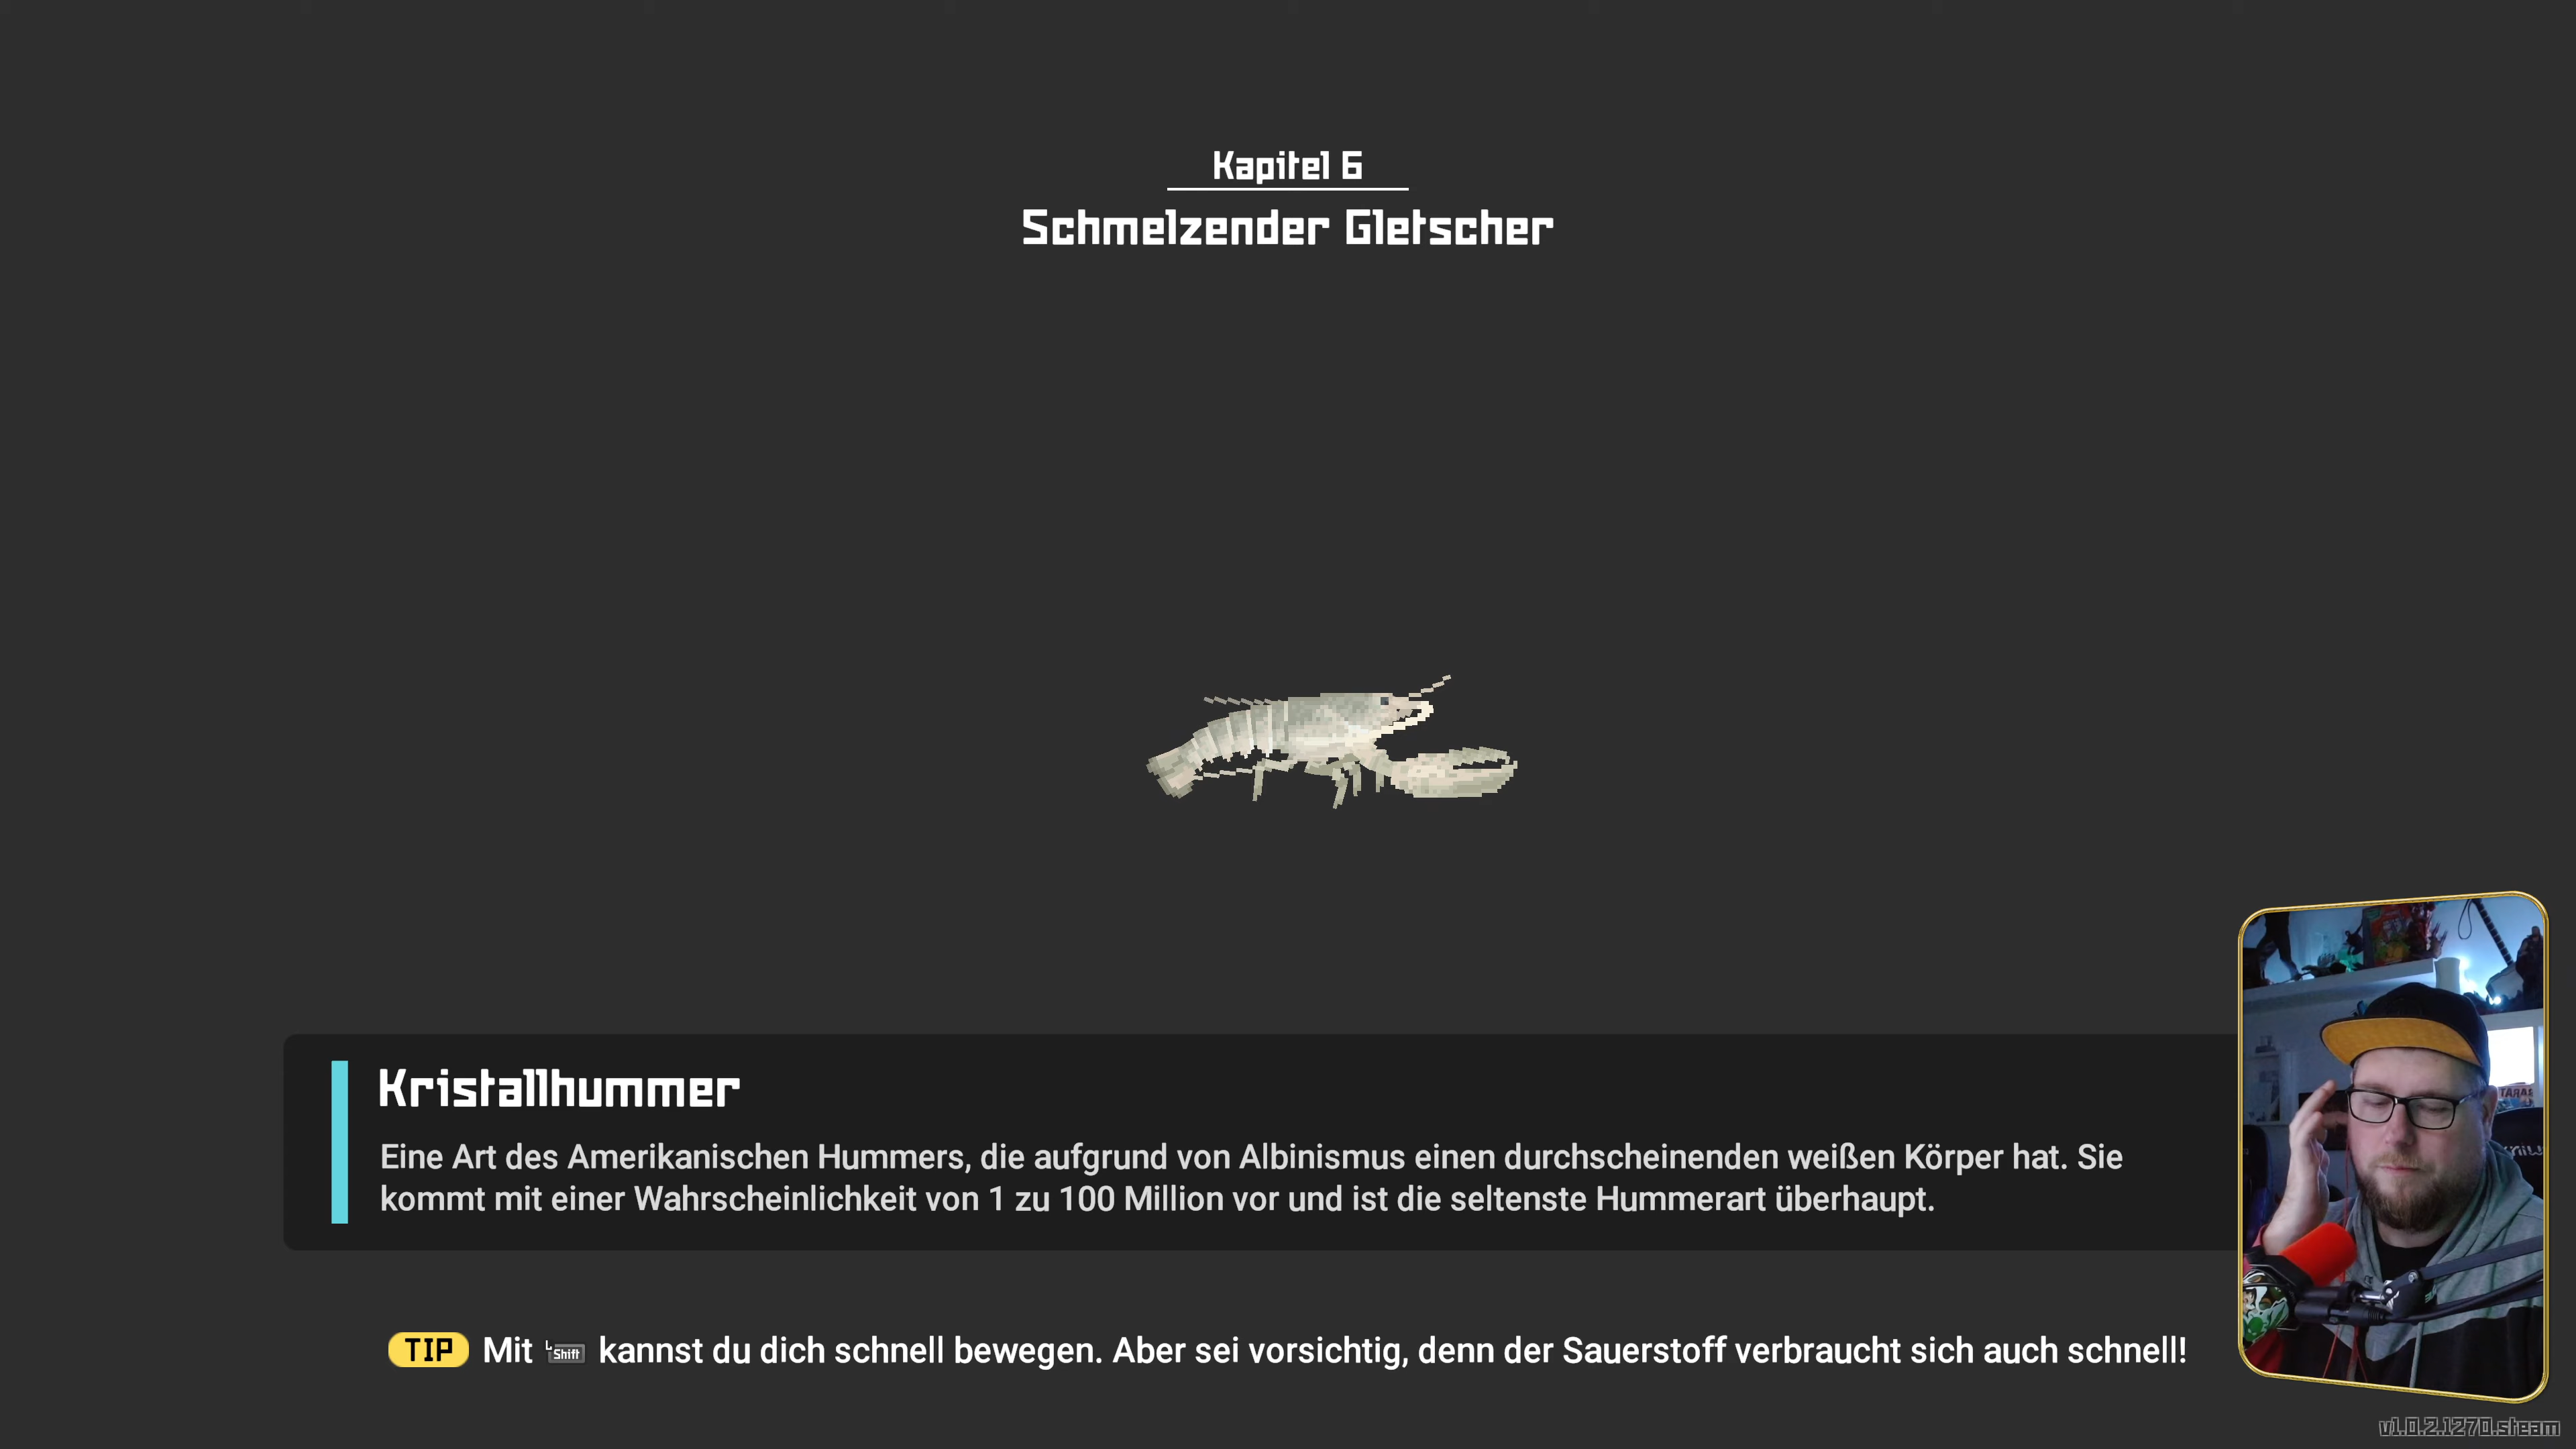 Kapitel 6
Schmelzender Gletscher
Kristallhummer
Eine Art des Amerikanischen Hummers, die aufgrund von Albinismus einen durchscheinenden weißen Körper hat. Sie
kommt mit einer Wahrscheinlichkeit von 1 zu 100 Million vor und ist die seltenste Hummerart überhaupt.
TIP Mit Shift kannst du dich schnell bewegen. Aber sei vorsichtig, denn der Sauerstoff verbraucht sich auch schnell!
v1.0.2.1270.steam